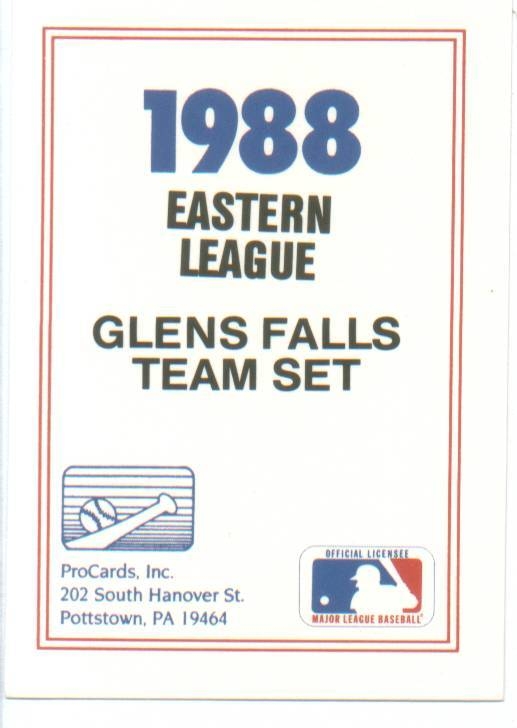 1988
EASTERN
LEAGUE
GLENS FALLS
TEAM SET
ProCards, Inc.
202 South Hanover St.
Pottstown, PA 19464
OFFICIAL LICENSEE
MAJOR LEAGUE BASEBALL®